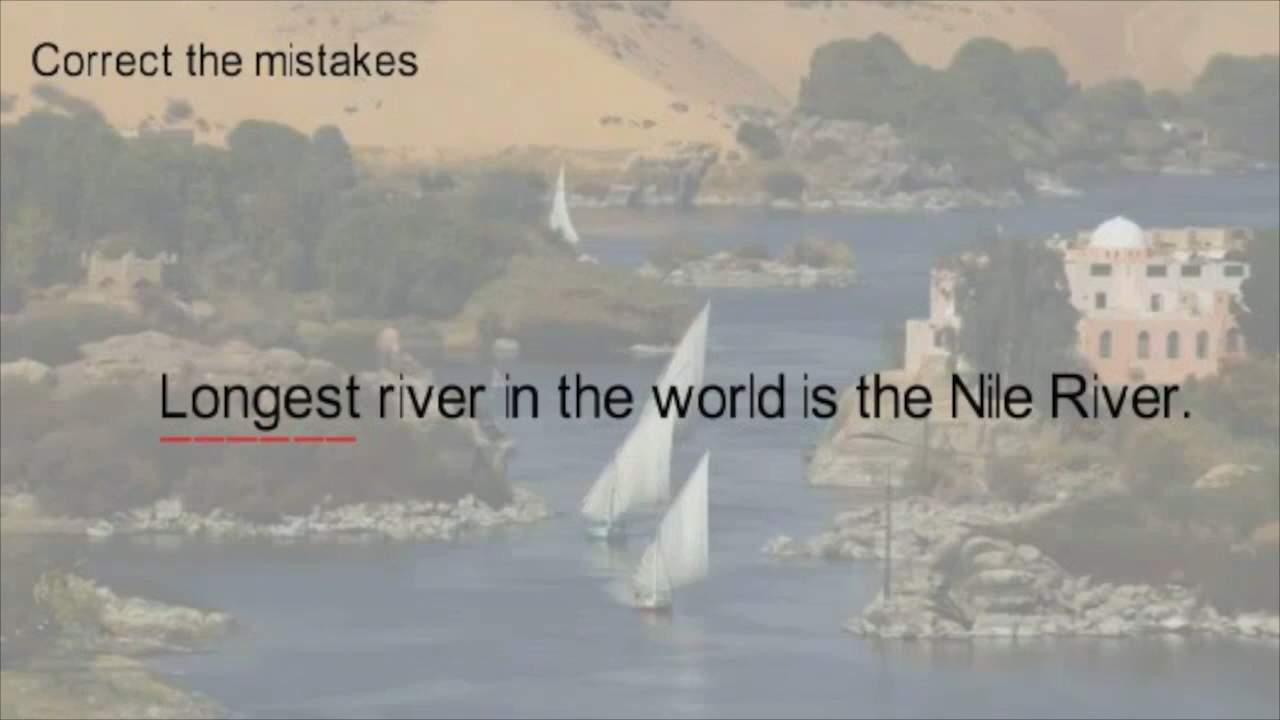 Correct the mistakes
Longest river in the world is the Nile River.